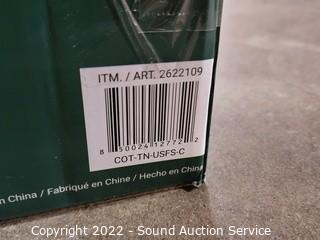 ITM. / ART. 2622109
8 50024 12772 2
COT-TN-USFS-C
n China / Fabriqué en Chine / Hecho en China
Copyright 2022 - Sound Auction Service